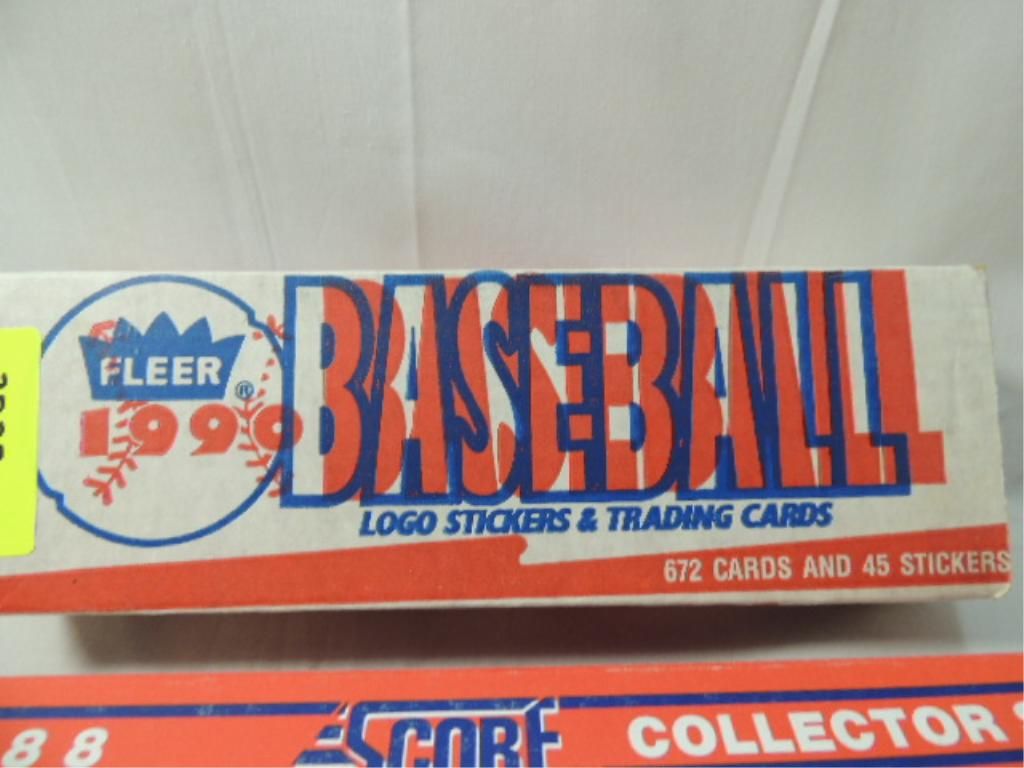 FLEER®
1990
BASEBALL
LOGO STICKERS & TRADING CARDS
672 CARDS AND 45 STICKERS
88
SCORE
COLLECTOR